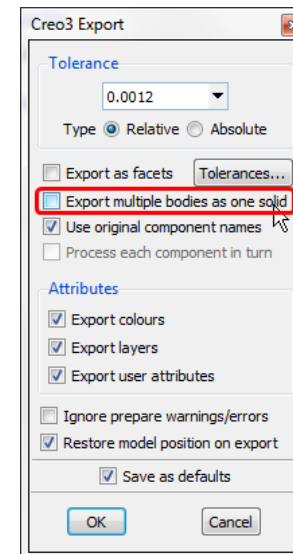 Creo3 Export
Tolerance
0.0012
Type Relative Absolute
Export as facets Tolerances...
Export multiple bodies as one solid
Use original component names
Process each component in turn
Attributes
Export colours
Export layers
Export user attributes
Ignore prepare warnings/errors
Restore model position on export
Save as defaults
OK Cancel